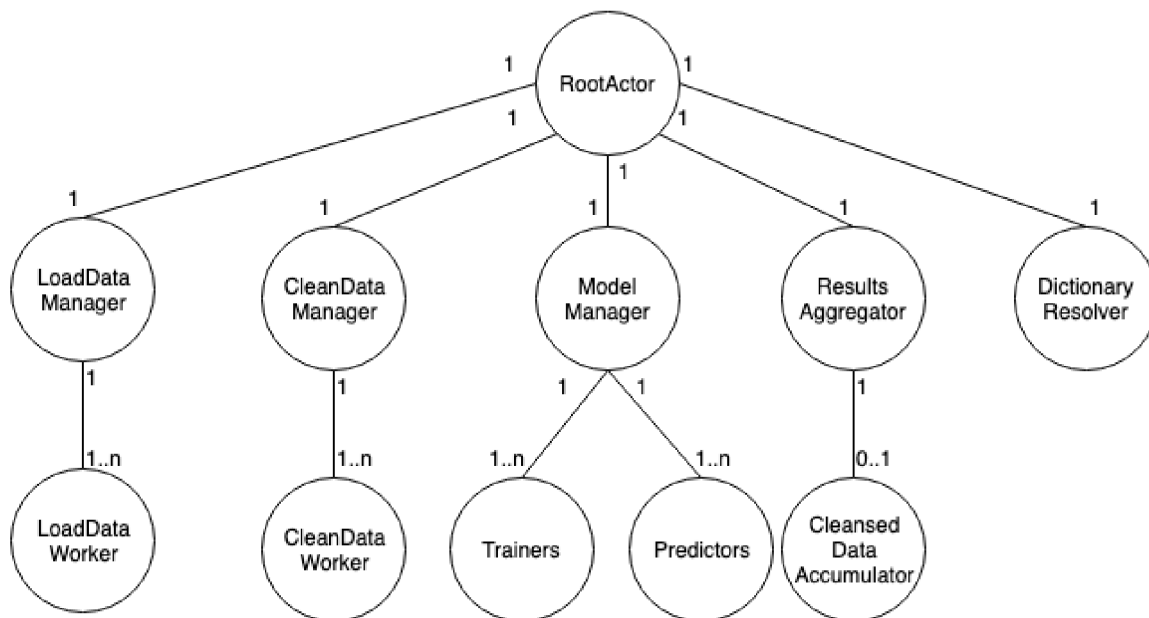 RootActor
1
1
1
1
1
1
1
1
1
1
LoadData
Manager
CleanData
Manager
Model
Manager
Results
Aggregator
Dictionary
Resolver
1
1
1
1
1
1..n
1..n
1..n
1..n
0..1
LoadData
Worker
CleanData
Worker
Trainers
Predictors
Cleansed
Data
Accumulator